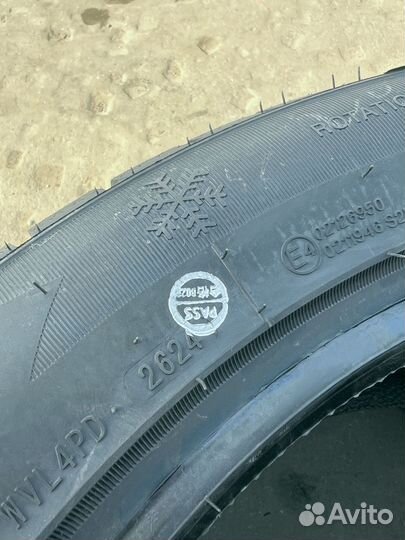 ROTATIO
E4
02126950
0211946 S2
PASS
2624
WVL4PD
Avito